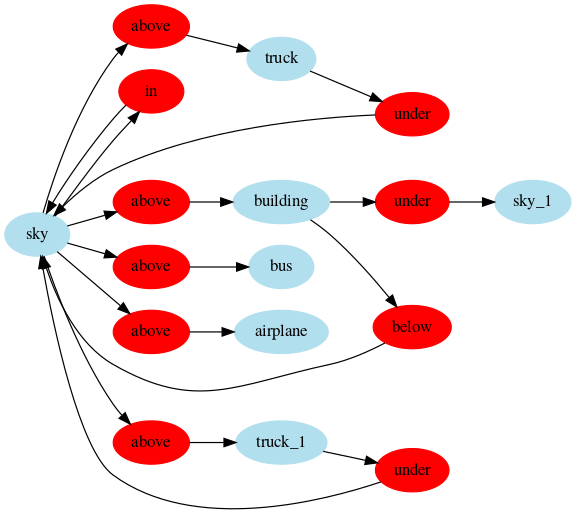 above
truck
in
under
above
building
under
sky_1
sky
above
bus
above
airplane
below
above
truck_1
under